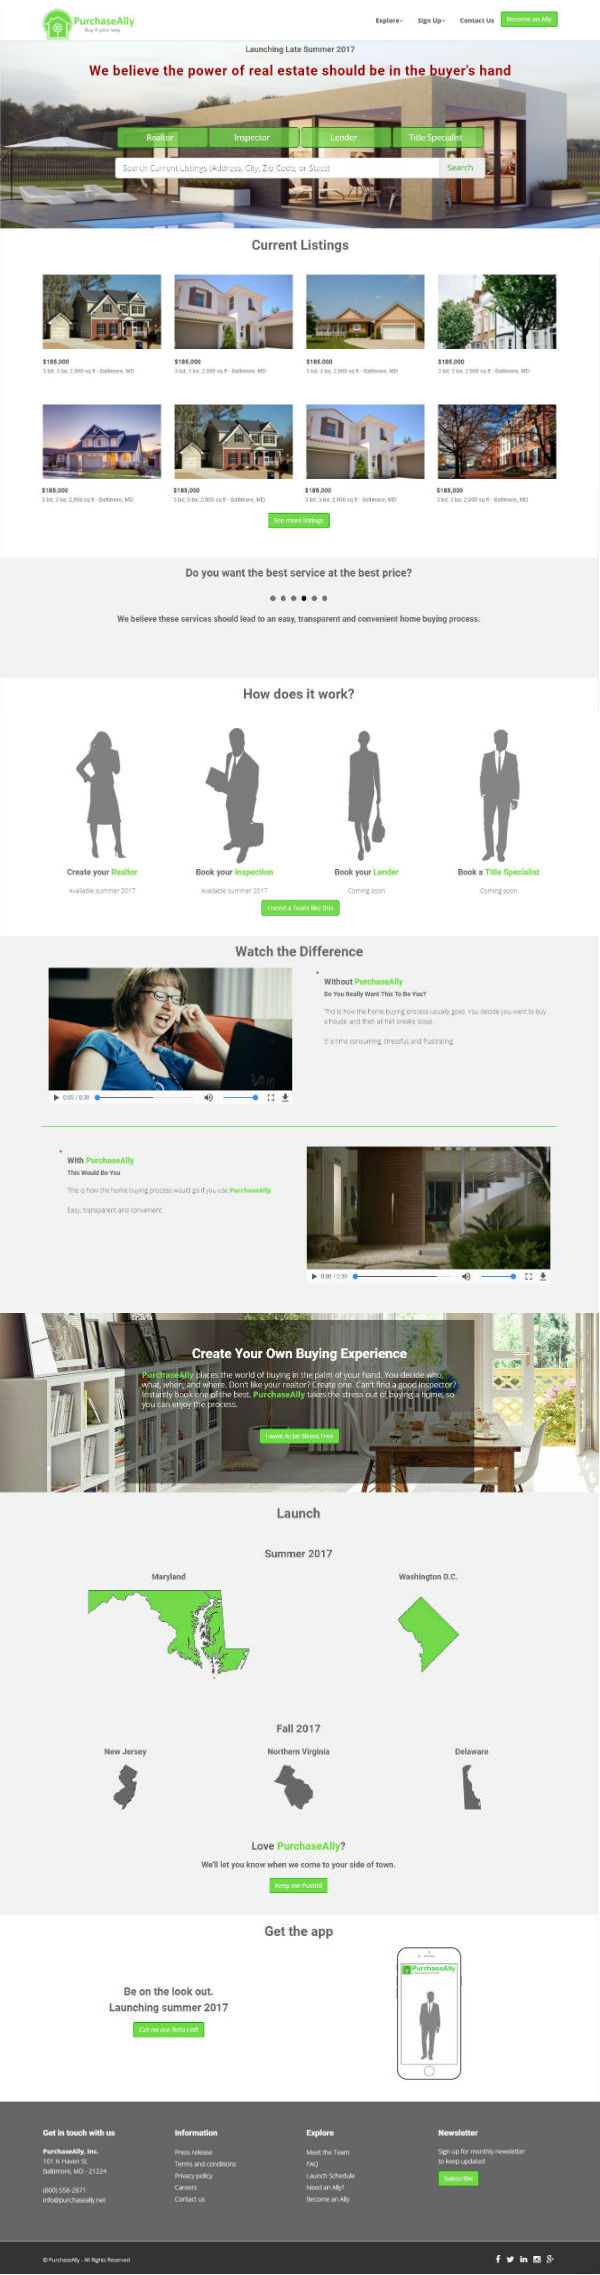 PurchaseAlly
Buy it your way
Explore
Sign Up
Contact Us
Become an Ally
Launching Late Summer 2017
We believe the power of real estate should be in the buyer's hand
Realtor
Inspector
Lender
Title Specialist
Search Current Listings (Address, City, Zip Code, or State)
Search
Current Listings
$185,000
$185,000
$185,000
$185,000
3 bd, 3 ba, 2,000 sq ft - Baltimore, MD
3 bd, 3 ba, 2,000 sq ft - Baltimore, MD
3 bd, 3 ba, 2,000 sq ft - Baltimore, MD
3 bd, 3 ba, 2,000 sq ft - Baltimore, MD
$185,000
$185,000
$185,000
$185,000
3 bd, 3 ba, 2,000 sq ft - Baltimore, MD
3 bd, 3 ba, 2,000 sq ft - Baltimore, MD
3 bd, 3 ba, 2,000 sq ft - Baltimore, MD
3 bd, 3 ba, 2,000 sq ft - Baltimore, MD
See more listings
Do you want the best service at the best price?
We believe these services should lead to an easy, transparent and convenient home buying process.
How does it work?
Create your Realtor
Book your Inspection
Book your Lender
Book a Title Specialist
Available summer 2017
Available summer 2017
Coming soon
Coming soon
I need a Team like this
Watch the Difference
Without PurchaseAlly
Do You Really Want This To Be You?
This is how the home buying process usually goes. You decide you want to buy
a house, and then all hell breaks loose.
It is time consuming, stressful, and frustrating.
0:00 / 0:30
With PurchaseAlly
This Would Be You
This is how the home buying process would go if you use PurchaseAlly.
Easy, transparent and convenient.
0:00 / 0:39
Create Your Own Buying Experience
PurchaseAlly places the world of buying in the palm of your hand. You decide who,
what, when, and where. Don't like your realtor? Create one. Can't find a good inspector?
Instantly book one of the best. PurchaseAlly takes the stress out of buying a home, so
you can enjoy the process.
I want to be Stress Free
Launch
Summer 2017
Maryland
Washington D.C.
Fall 2017
New Jersey
Northern Virginia
Delaware
Love PurchaseAlly?
We'll let you know when we come to your side of town.
Keep me Posted
Get the app
Be on the look out.
Launching summer 2017
Get on our Beta List
PurchaseAlly
Get in touch with us
PurchaseAlly, Inc.
101 N Haven St.
Baltimore, MD - 21224
(800) 558-2871
info@purchaseally.net
Information
Press release
Terms and conditions
Privacy policy
Careers
Contact us
Explore
Meet the Team
FAQ
Launch Schedule
Need an Ally?
Become an Ally
Newsletter
Sign up for monthly newsletter
to keep updated
Subscribe
© PurchaseAlly - All Rights Reserved